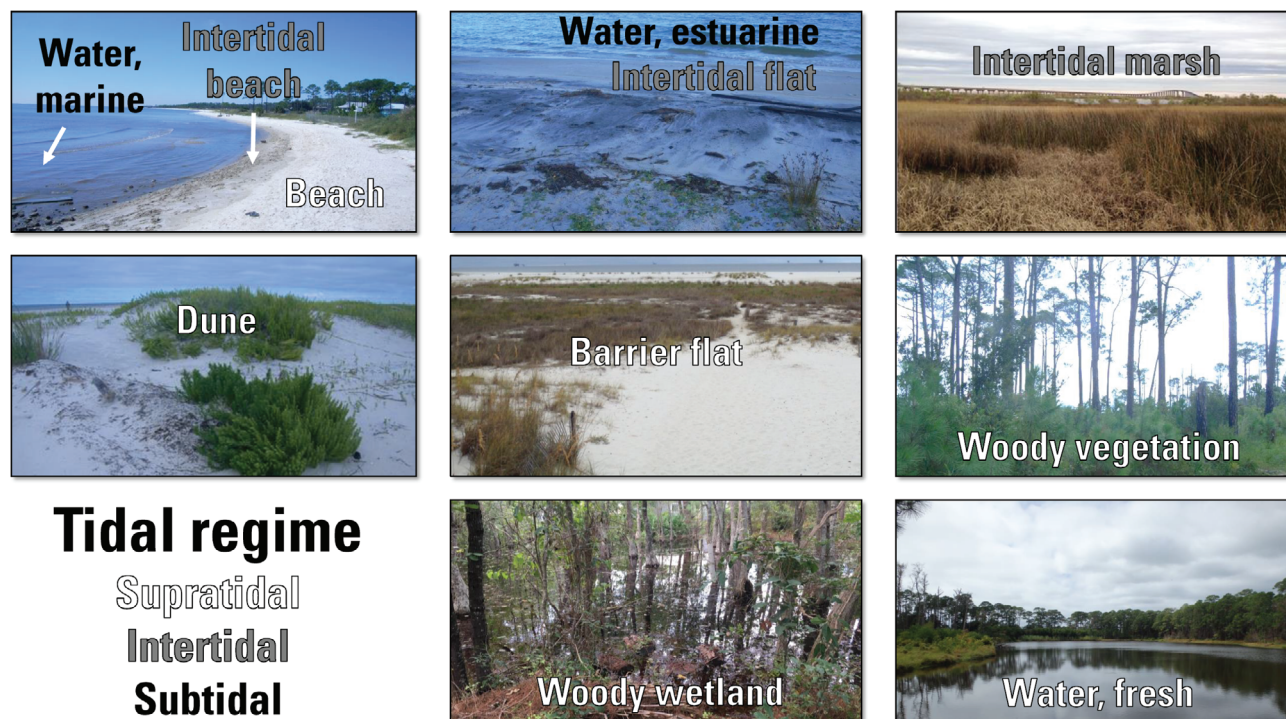 Water,
marine
Intertidal
beach
Beach
Water, estuarine
Intertidal flat
Intertidal marsh
Dune
Barrier flat
Woody vegetation
Tidal regime
Supratidal
Intertidal
Subtidal
Woody wetland
Water, fresh